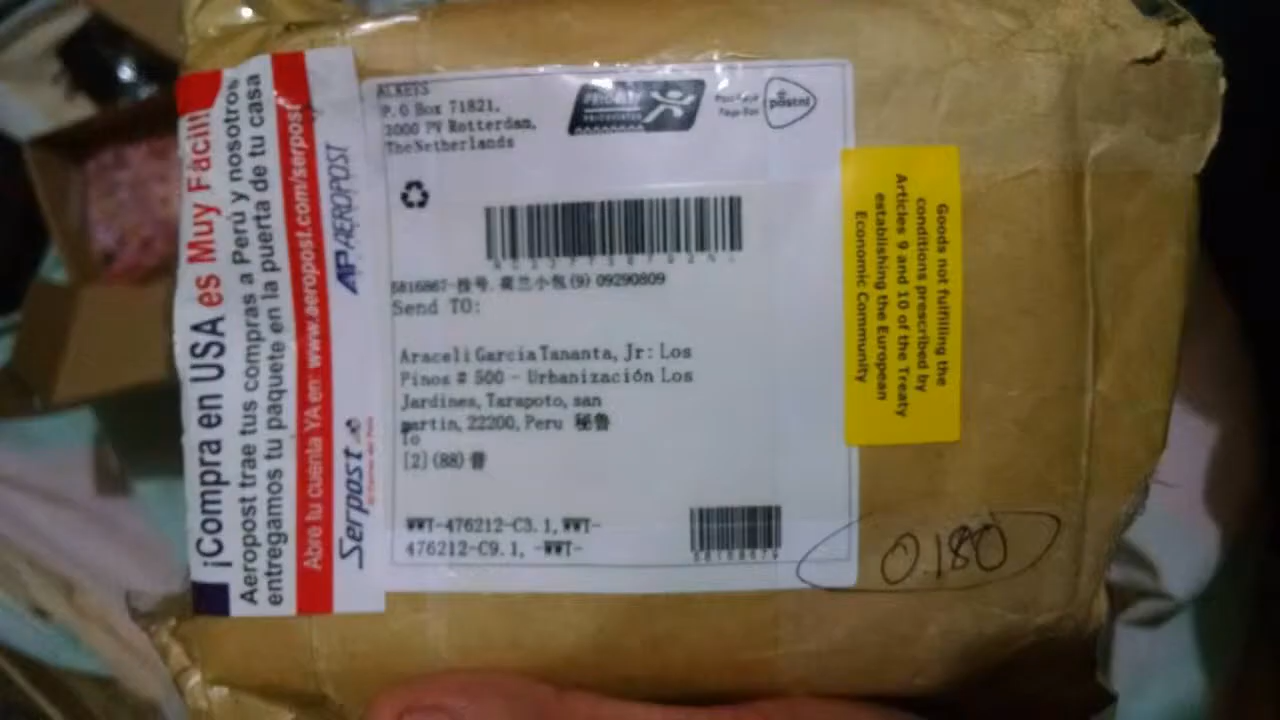 ¡Compra en USA es Muy Fácil!
Aeropost trae tus compras a Perú y nosotros
entregamos tu paquete en la puerta de tu casa
Abre tu cuenta YA en: www.aeropost.com/serpost
Serpost
AEROPOST
P.O Box 71821,
3000 PV Rotterdam,
TheNetherlands
PRIORITY
postnl
5816867-挂号.荷兰小包(9) 09290809
Send TO:
Araceli Garcia Tananta, Jr: Los
Pinos # 500 - Urbanización Los
Jardines, Tarapoto, san
martin, 22200, Peru 秘鲁
To
[2](88)普
WWT-476212-C3.1, WWT-
476212-C9.1, -WWT-
Goods not fulfilling the
conditions prescribed by
Articles 9 and 10 of the Treaty
establishing the European
Economic Community
0.180